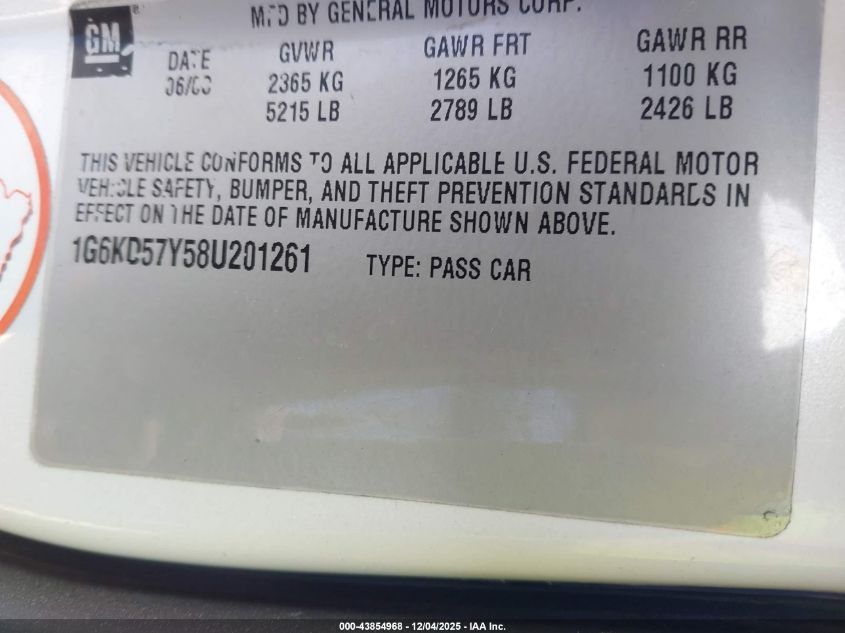 GM
MFD BY GENERAL MOTORS CORP.
DATE GVWR GAWR FRT GAWR RR
2365 KG 1265 KG 1100 KG
5215 LB 2789 LB 2426 LB
THIS VEHICLE CONFORMS TO ALL APPLICABLE U.S. FEDERAL MOTOR
VEHICLE SAFETY, BUMPER, AND THEFT PREVENTION STANDARDS IN
EFFECT ON THE DATE OF MANUFACTURE SHOWN ABOVE.
1G6KD57Y58U201261 TYPE: PASS CAR
000-43854968 - 12/04/2025 - IAA Inc.